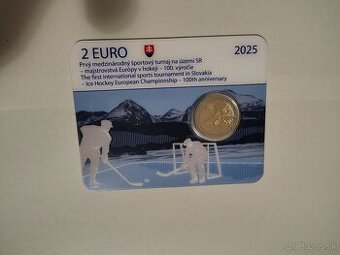 2 EURO
2025
Prvý medzinárodný športový turnaj na území SR
– majstrovstvá Európy v hokeji – 100. výročie
The first international sports tournament in Slovakia
– Ice Hockey European Championship – 100th anniversary